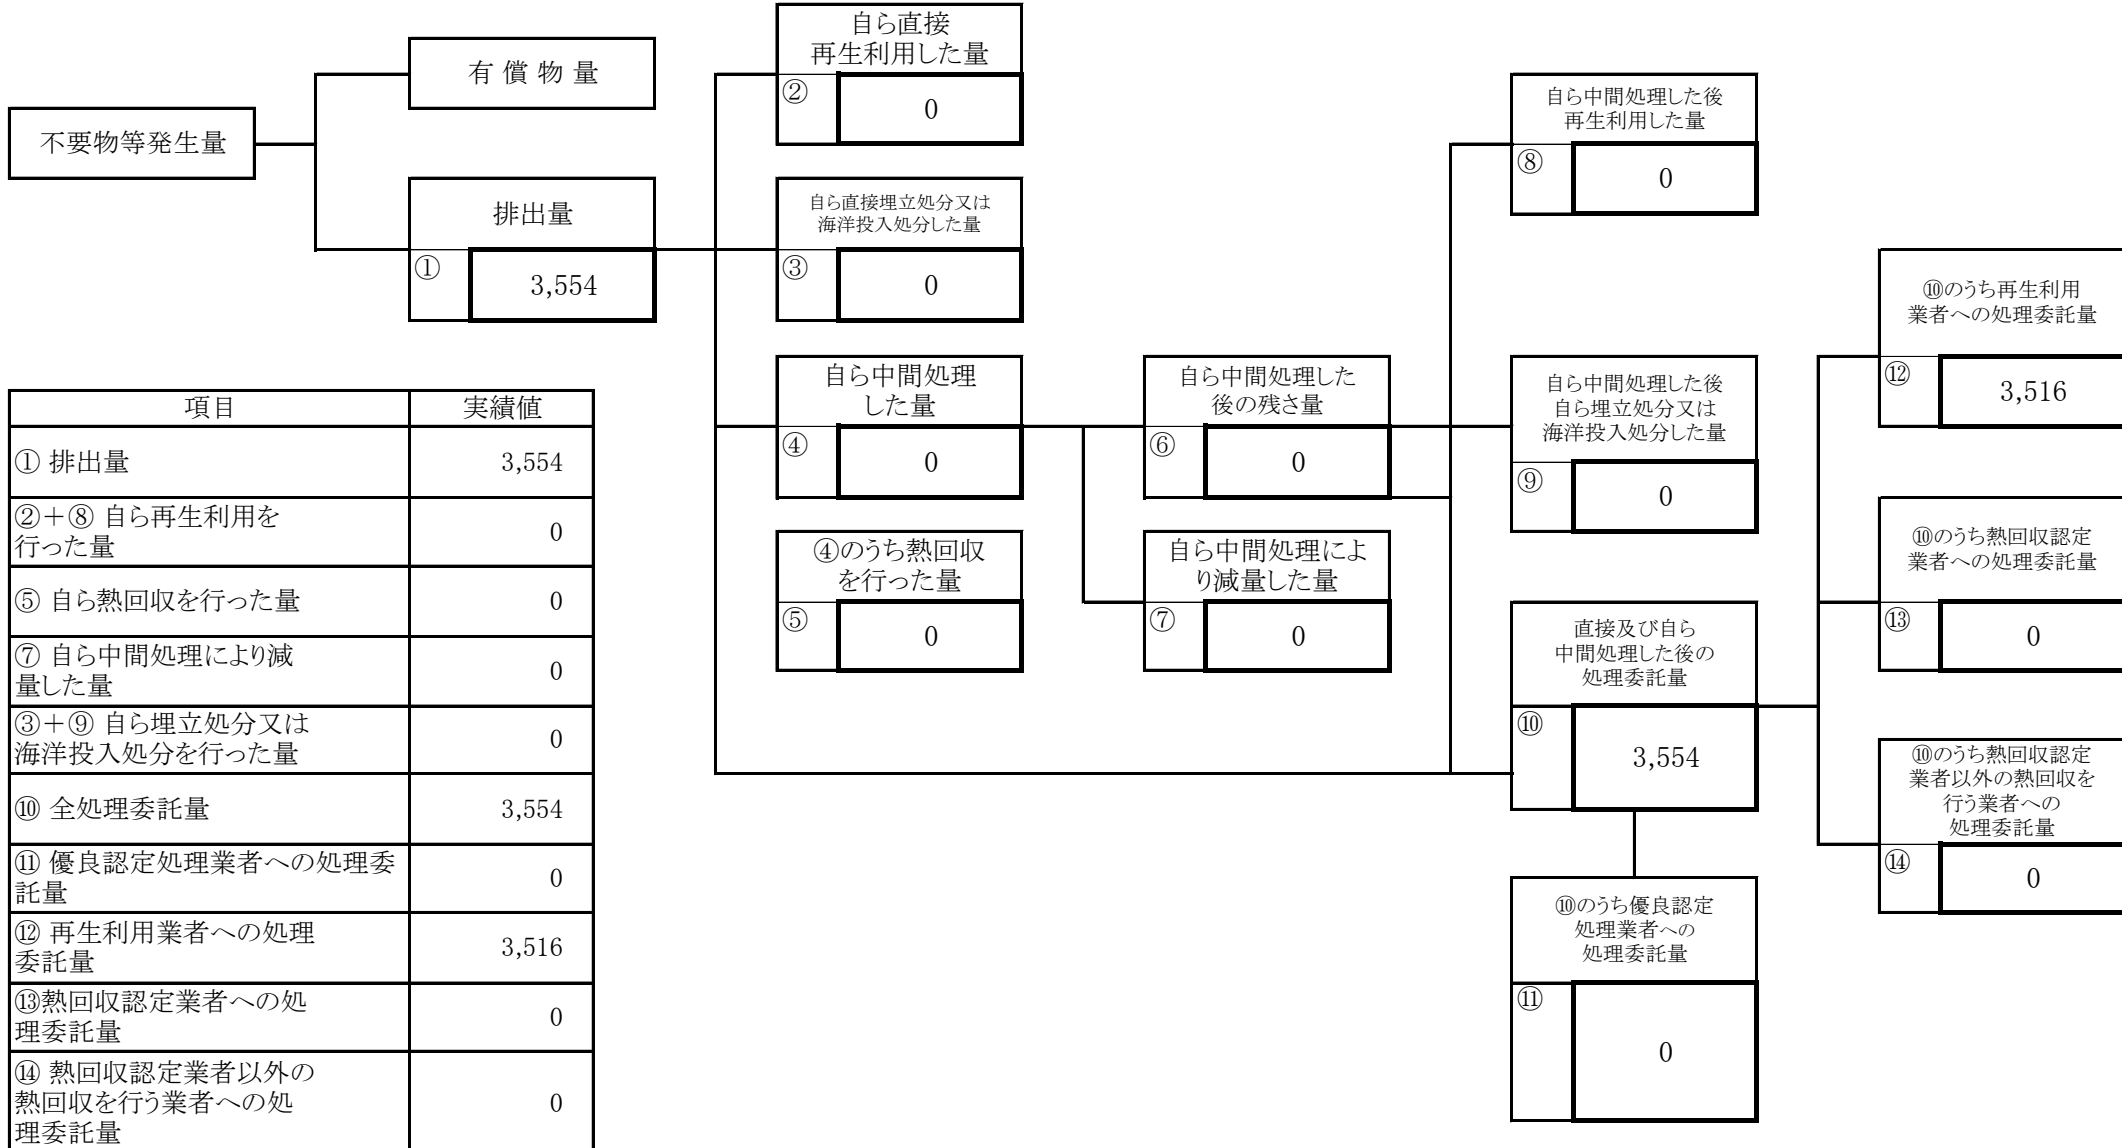 不要物等発生量
有 償 物 量
排出量
①
3,554
自ら直接
再生利用した量
②
0
自ら直接埋立処分又は
海洋投入処分した量
③
0
自ら中間処理
した量
④
0
④のうち熱回収
を行った量
⑤
0
自ら中間処理した
後の残さ量
⑥
0
自ら中間処理によ
り減量した量
⑦
0
自ら中間処理した後
再生利用した量
⑧
0
自ら中間処理した後
自ら埋立処分又は
海洋投入処分した量
⑨
0
直接及び自ら
中間処理した後の
処理委託量
⑩
3,554
⑩のうち優良認定
処理業者への
処理委託量
⑪
0
⑩のうち再生利用
業者への処理委託量
⑫
3,516
⑩のうち熱回収認定
業者への処理委託量
⑬
0
⑩のうち熱回収認定
業者以外の熱回収を
行う業者への
処理委託量
⑭
0
項目 実績値
① 排出量 3,554
②＋⑧ 自ら再生利用を
行った量 0
⑤ 自ら熱回収を行った量 0
⑦ 自ら中間処理により減
量した量 0
③＋⑨ 自ら埋立処分又は
海洋投入処分を行った量 0
⑩ 全処理委託量 3,554
⑪ 優良認定処理業者への処理委
託量 0
⑫ 再生利用業者への処理
委託量 3,516
⑬熱回収認定業者への処
理委託量 0
⑭ 熱回収認定業者以外の
熱回収を行う業者への処
理委託量 0